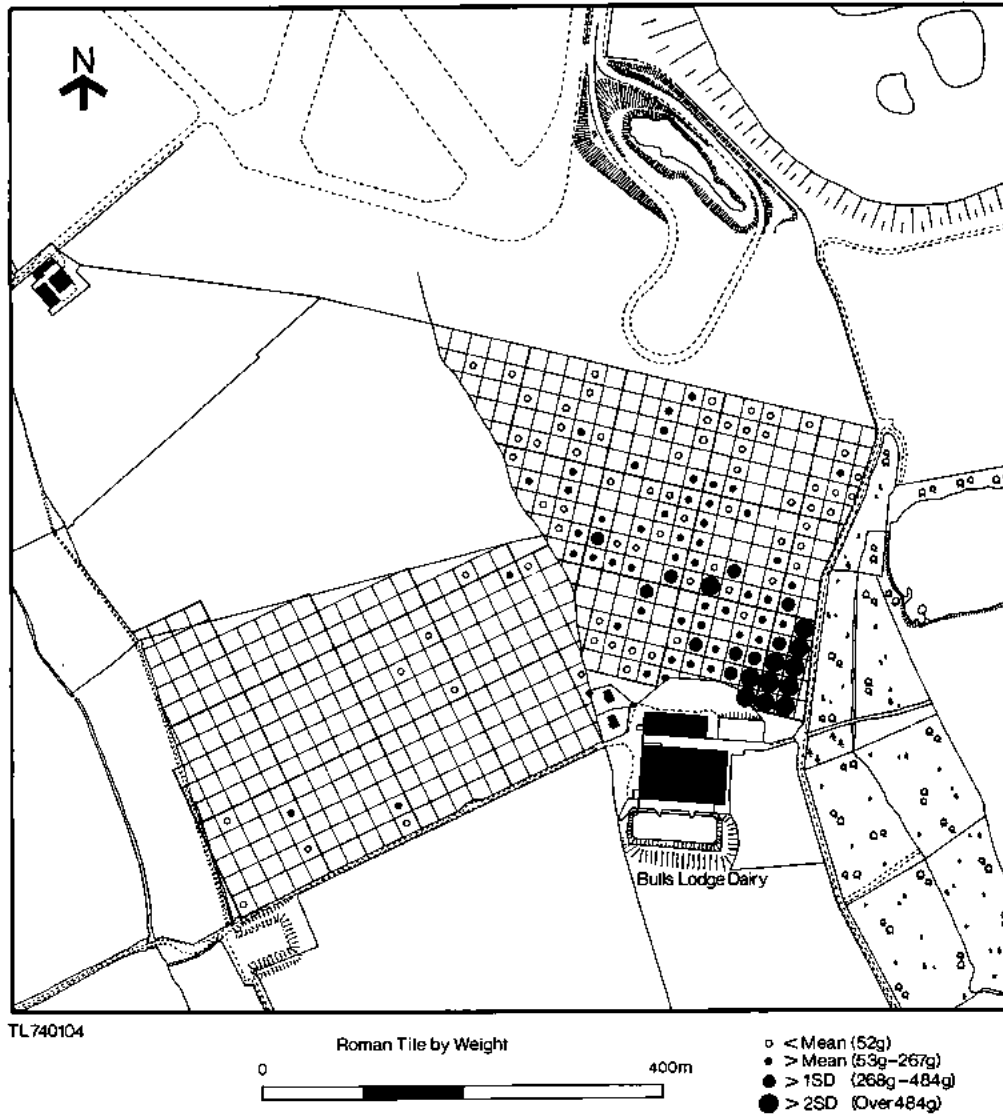 N
Bulls Lodge Dairy
TL740104
Roman Tile by Weight
0 400m
< Mean (52g)
> Mean (53g-267g)
> 1SD (268g-484g)
> 2SD (Over 484g)